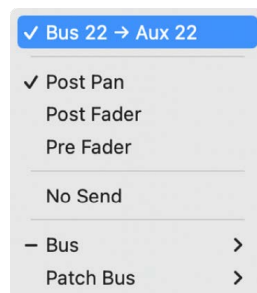 ✓ Bus 22 → Aux 22
✓ Post Pan
Post Fader
Pre Fader
No Send
– Bus >
Patch Bus >